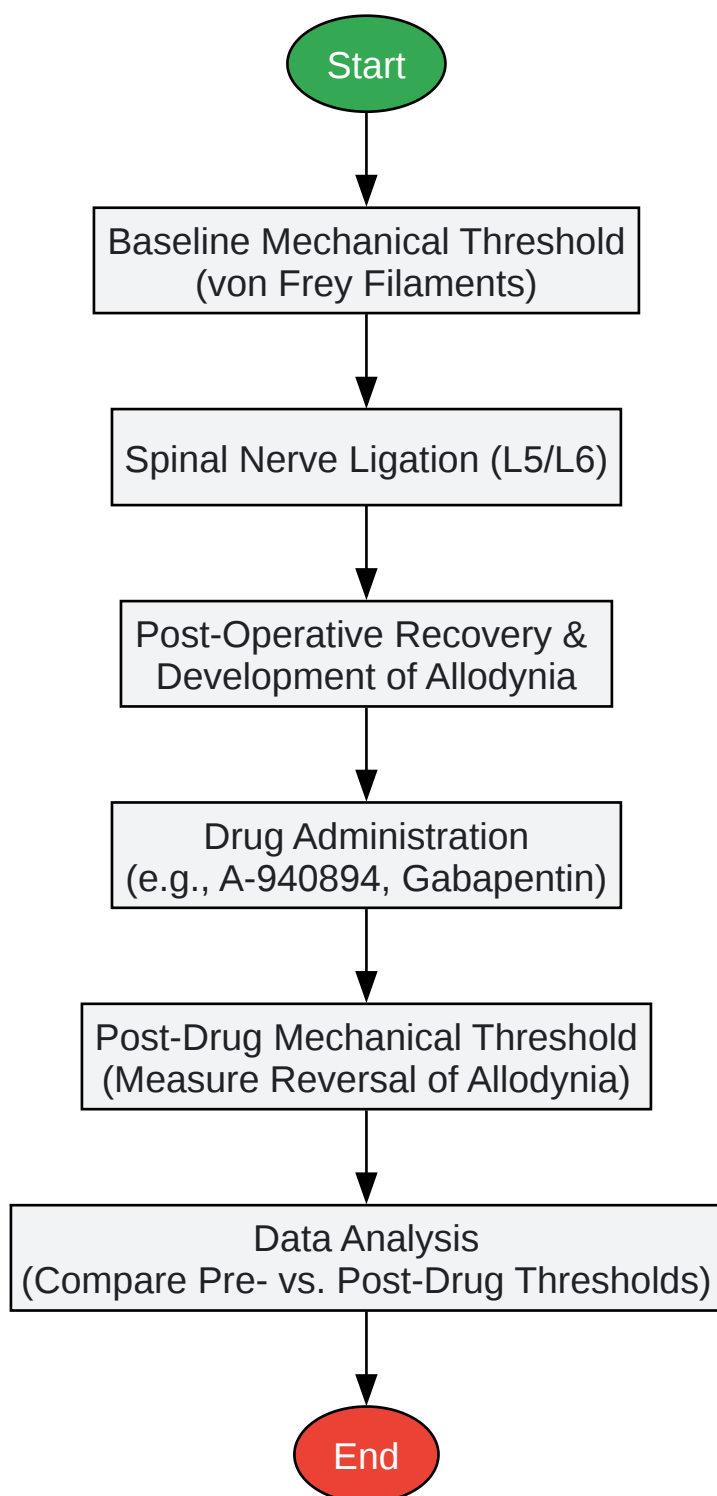 Start
Baseline Mechanical Threshold
(von Frey Filaments)
Spinal Nerve Ligation (L5/L6)
Post-Operative Recovery &
Development of Allodynia
Drug Administration
(e.g., A-940894, Gabapentin)
Post-Drug Mechanical Threshold
(Measure Reversal of Allodynia)
Data Analysis
(Compare Pre- vs. Post-Drug Thresholds)
End